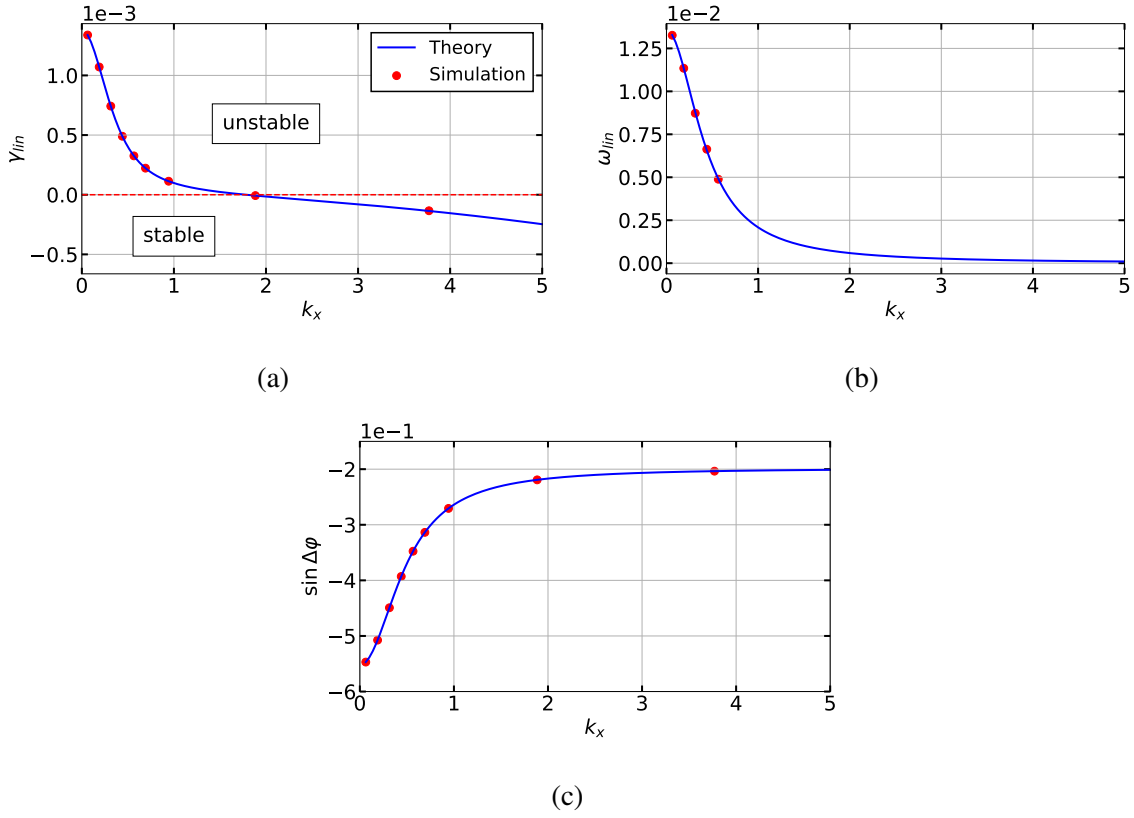 1e−3
1.0
0.5
0.0
−0.5
γlin
Theory
Simulation
unstable
stable
0 1 2 3 4 5
kx
(a)
1e−2
1.25
1.00
0.75
0.50
0.25
0.00
ωlin
0 1 2 3 4 5
kx
(b)
1e−1
−2
−3
−4
−5
−6
sin Δφ
0 1 2 3 4 5
kx
(c)